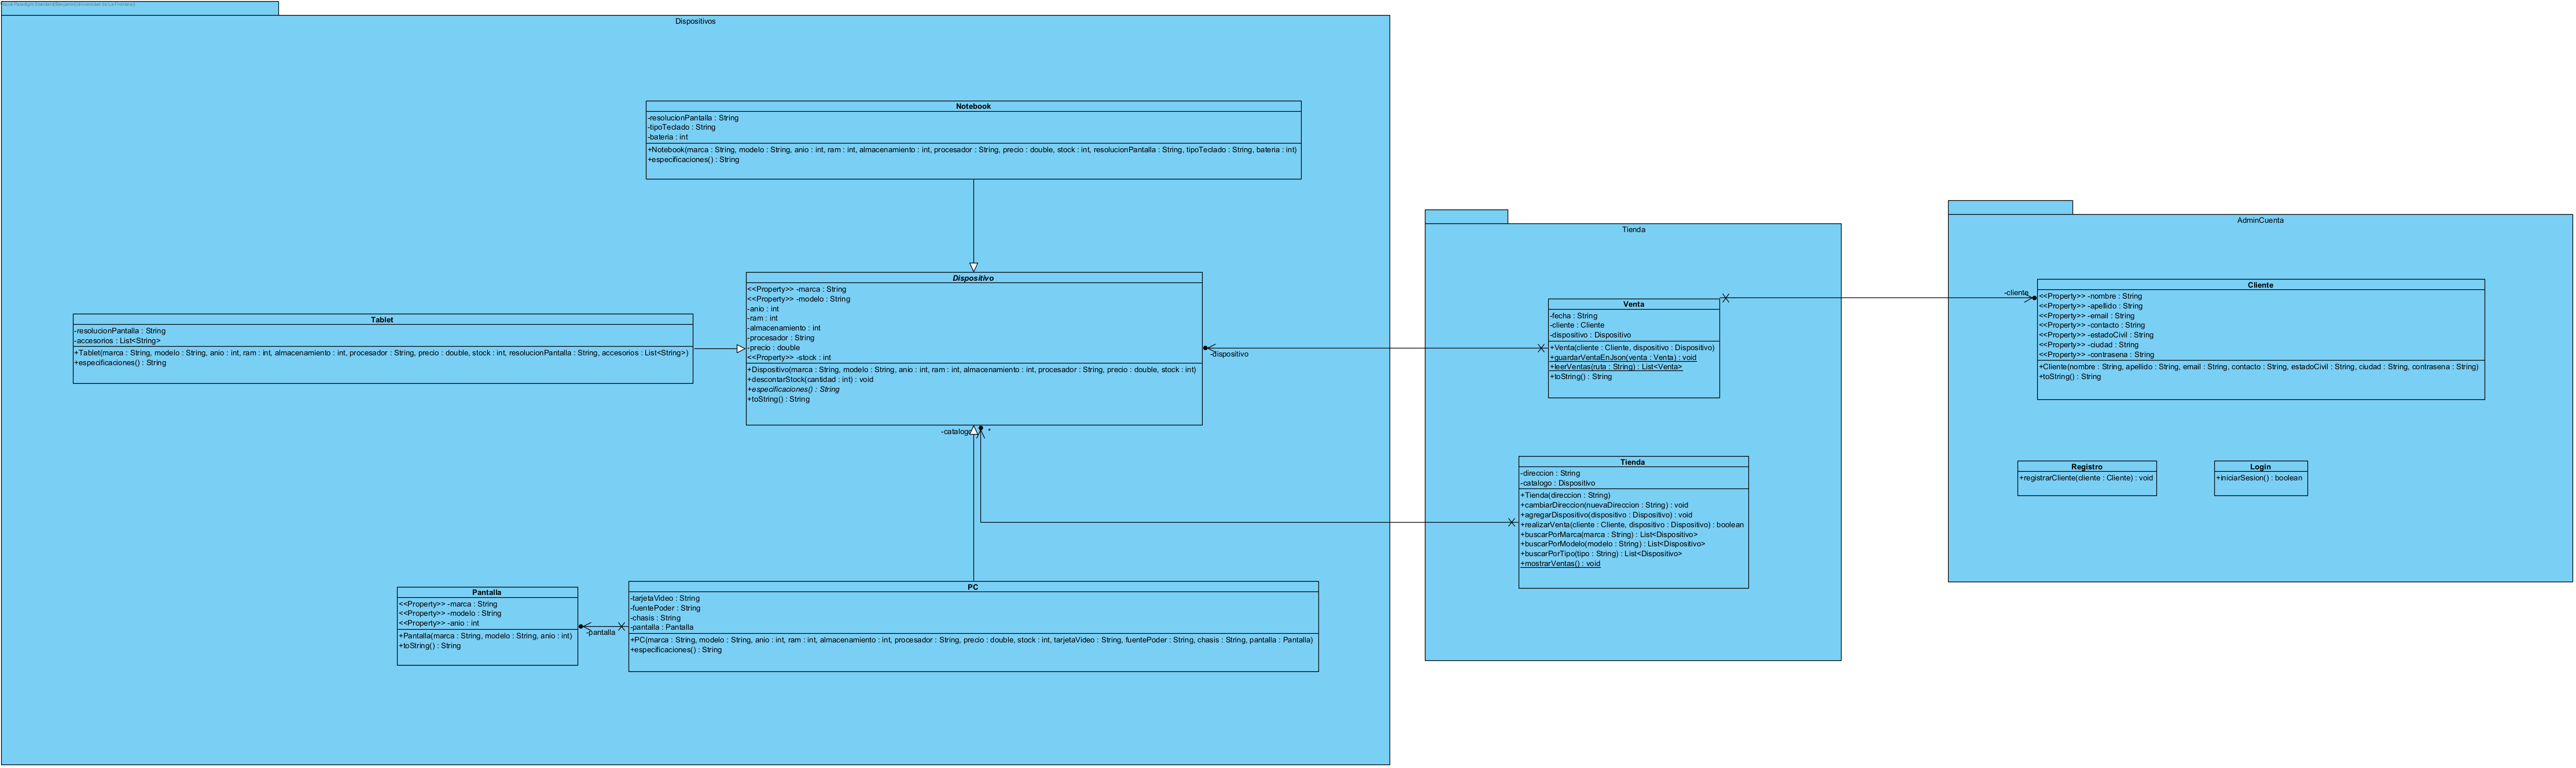 Visual Paradigm Standard(Benjamin(Universidad de La Frontera))
Dispositivos
Notebook
-resolucionPantalla : String
-tipoTeclado : String
-bateria : int
+Notebook(marca : String, modelo : String, anio : int, ram : int, almacenamiento : int, procesador : String, precio : double, stock : int, resolucionPantalla : String, tipoTeclado : String, bateria : int)
+especificaciones() : String
Dispositivo
<<Property>> -marca : String
<<Property>> -modelo : String
-anio : int
-ram : int
-almacenamiento : int
-procesador : String
-precio : double
<<Property>> -stock : int
+Dispositivo(marca : String, modelo : String, anio : int, ram : int, almacenamiento : int, procesador : String, precio : double, stock : int)
+descontarStock(cantidad : int) : void
+especificaciones() : String
+toString() : String
Tablet
-resolucionPantalla : String
-accesorios : List<String>
+Tablet(marca : String, modelo : String, anio : int, ram : int, almacenamiento : int, procesador : String, precio : double, stock : int, resolucionPantalla : String, accesorios : List<String>)
+especificaciones() : String
-dispositivo
-catalogo
*
Pantalla
<<Property>> -marca : String
<<Property>> -modelo : String
<<Property>> -anio : int
+Pantalla(marca : String, modelo : String, anio : int)
+toString() : String
-pantalla
PC
-tarjetaVideo : String
-fuentePoder : String
-chasis : String
-pantalla : Pantalla
+PC(marca : String, modelo : String, anio : int, ram : int, almacenamiento : int, procesador : String, precio : double, stock : int, tarjetaVideo : String, fuentePoder : String, chasis : String, pantalla : Pantalla)
+especificaciones() : String
Tienda
Venta
-fecha : String
-cliente : Cliente
-dispositivo : Dispositivo
+Venta(cliente : Cliente, dispositivo : Dispositivo)
+guardarVentaEnJson(venta : Venta) : void
+leerVentas(ruta : String) : List<Venta>
+toString() : String
Tienda
-direccion : String
-catalogo : Dispositivo
+Tienda(direccion : String)
+cambiarDireccion(nuevaDireccion : String) : void
+agregarDispositivo(dispositivo : Dispositivo) : void
+realizarVenta(cliente : Cliente, dispositivo : Dispositivo) : boolean
+buscarPorMarca(marca : String) : List<Dispositivo>
+buscarPorModelo(modelo : String) : List<Dispositivo>
+buscarPorTipo(tipo : String) : List<Dispositivo>
+mostrarVentas() : void
AdminCuenta
-cliente
Cliente
<<Property>> -nombre : String
<<Property>> -apellido : String
<<Property>> -email : String
<<Property>> -contacto : String
<<Property>> -estadoCivil : String
<<Property>> -ciudad : String
<<Property>> -contrasena : String
+Cliente(nombre : String, apellido : String, email : String, contacto : String, estadoCivil : String, ciudad : String, contrasena : String)
+toString() : String
Registro
+registrarCliente(cliente : Cliente) : void
Login
+iniciarSesion() : boolean